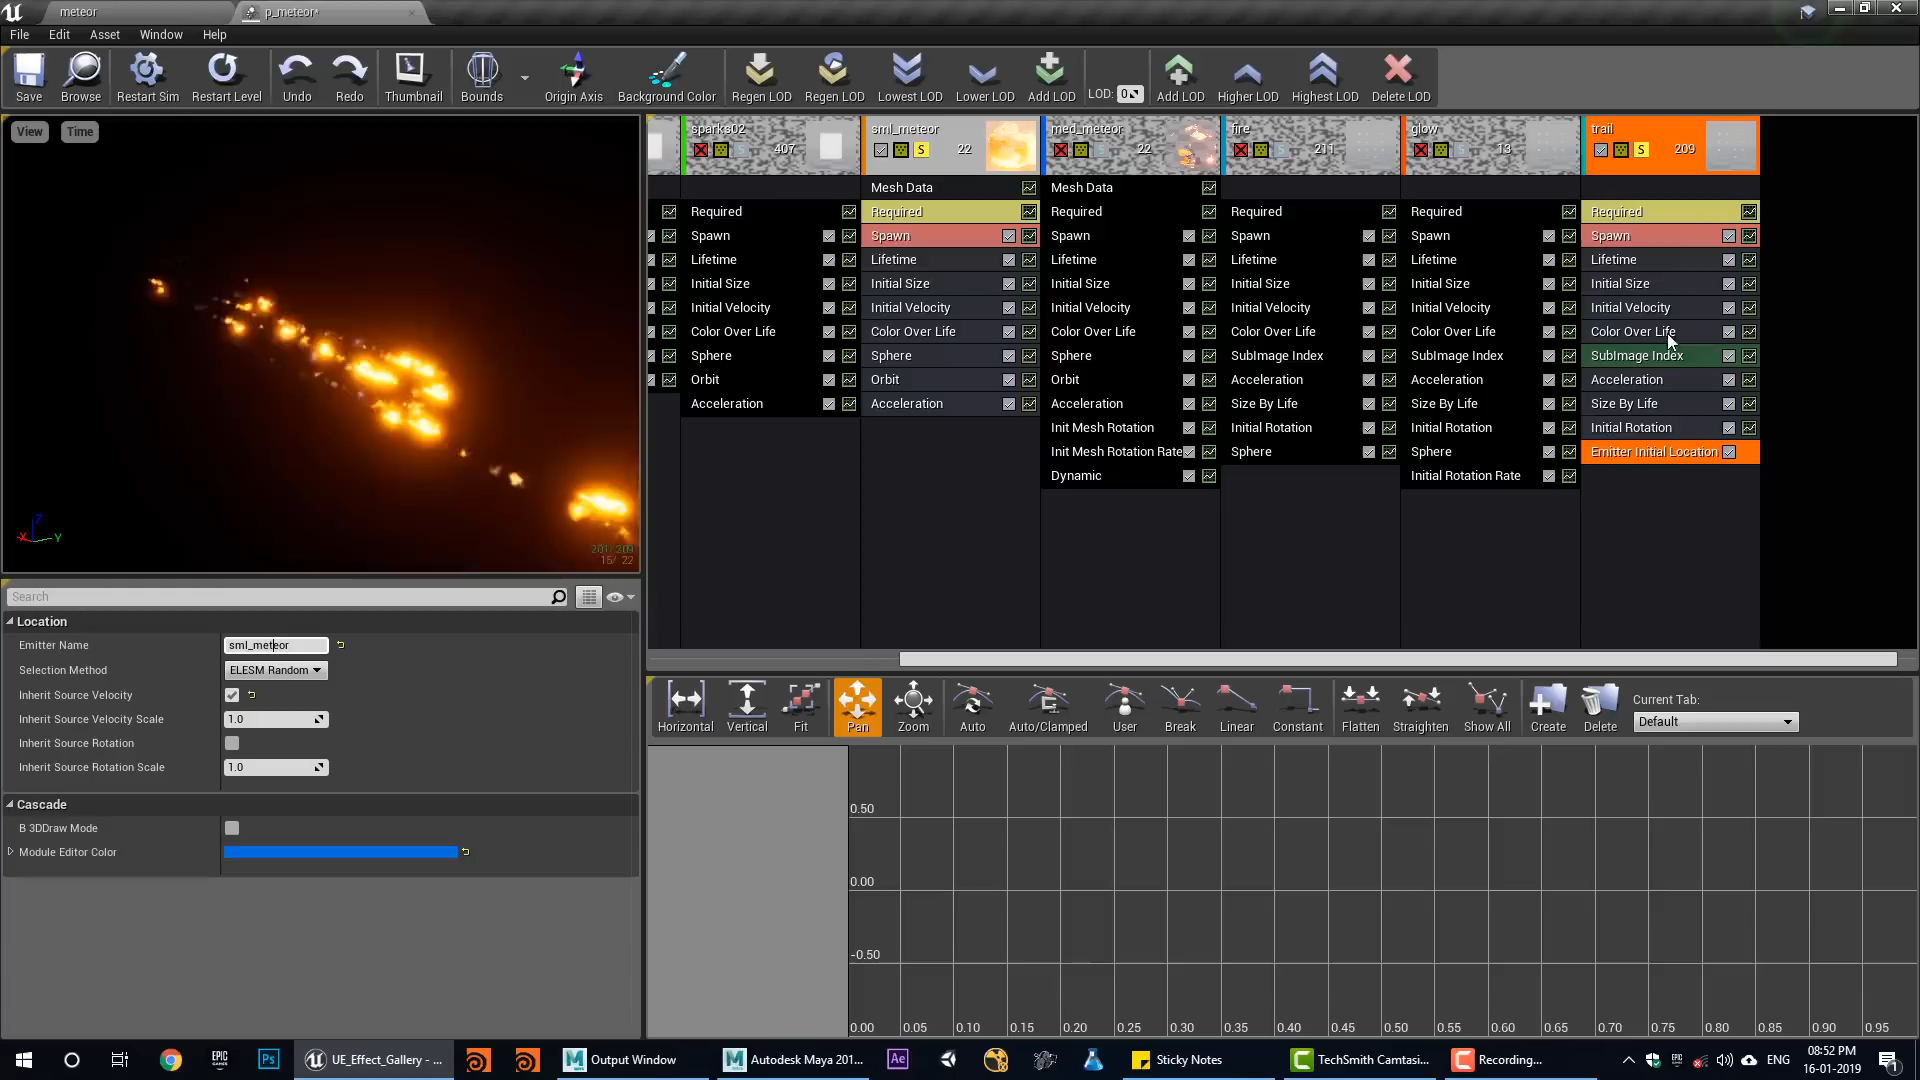 meteor
p_meteor*
File Edit Asset Window Help
Save Browse Restart Sim Restart Level Undo Redo Thumbnail Bounds Origin Axis Background Color Regen LOD Regen LOD Lowest LOD Lower LOD Add LOD LOD: 0 Add LOD Higher LOD Highest LOD Delete LOD
View Time
X Y Z
201/ 209
15/ 22
sparks02 sml_meteor med_meteor fire glow trail
407 S 22 22 211 13 S 209
Mesh Data Mesh Data
Required Required Required Required Required Required
Spawn Spawn Spawn Spawn Spawn Spawn
Lifetime Lifetime Lifetime Lifetime Lifetime Lifetime
Initial Size Initial Size Initial Size Initial Size Initial Size Initial Size
Initial Velocity Initial Velocity Initial Velocity Initial Velocity Initial Velocity Initial Velocity
Color Over Life Color Over Life Color Over Life Color Over Life Color Over Life Color Over Life
Sphere Sphere Sphere SubImage Index SubImage Index SubImage Index
Orbit Orbit Orbit Acceleration Acceleration Acceleration
Acceleration Acceleration Acceleration Size By Life Size By Life Size By Life
Init Mesh Rotation Initial Rotation Initial Rotation Initial Rotation
Init Mesh Rotation Rate Sphere Sphere Emitter Initial Location
Dynamic Initial Rotation Rate
Search
Location
Emitter Name sml_meteor
Selection Method ELESM Random
Inherit Source Velocity
Inherit Source Velocity Scale 1.0
Inherit Source Rotation
Inherit Source Rotation Scale 1.0
Cascade
B 3DDraw Mode
Module Editor Color
Horizontal Vertical Fit Pan Zoom Auto Auto/Clamped User Break Linear Constant Flatten Straighten Show All Create Delete
Current Tab:
Default
0.50
0.00
-0.50
0.00 0.05 0.10 0.15 0.20 0.25 0.30 0.35 0.40 0.45 0.50 0.55 0.60 0.65 0.70 0.75 0.80 0.85 0.90 0.95
EPIC GAMES Ps UE_Effect_Gallery - ... Output Window Autodesk Maya 201... Ae Sticky Notes TechSmith Camtasi... Recording... ENG
08:52 PM
16-01-2019
1